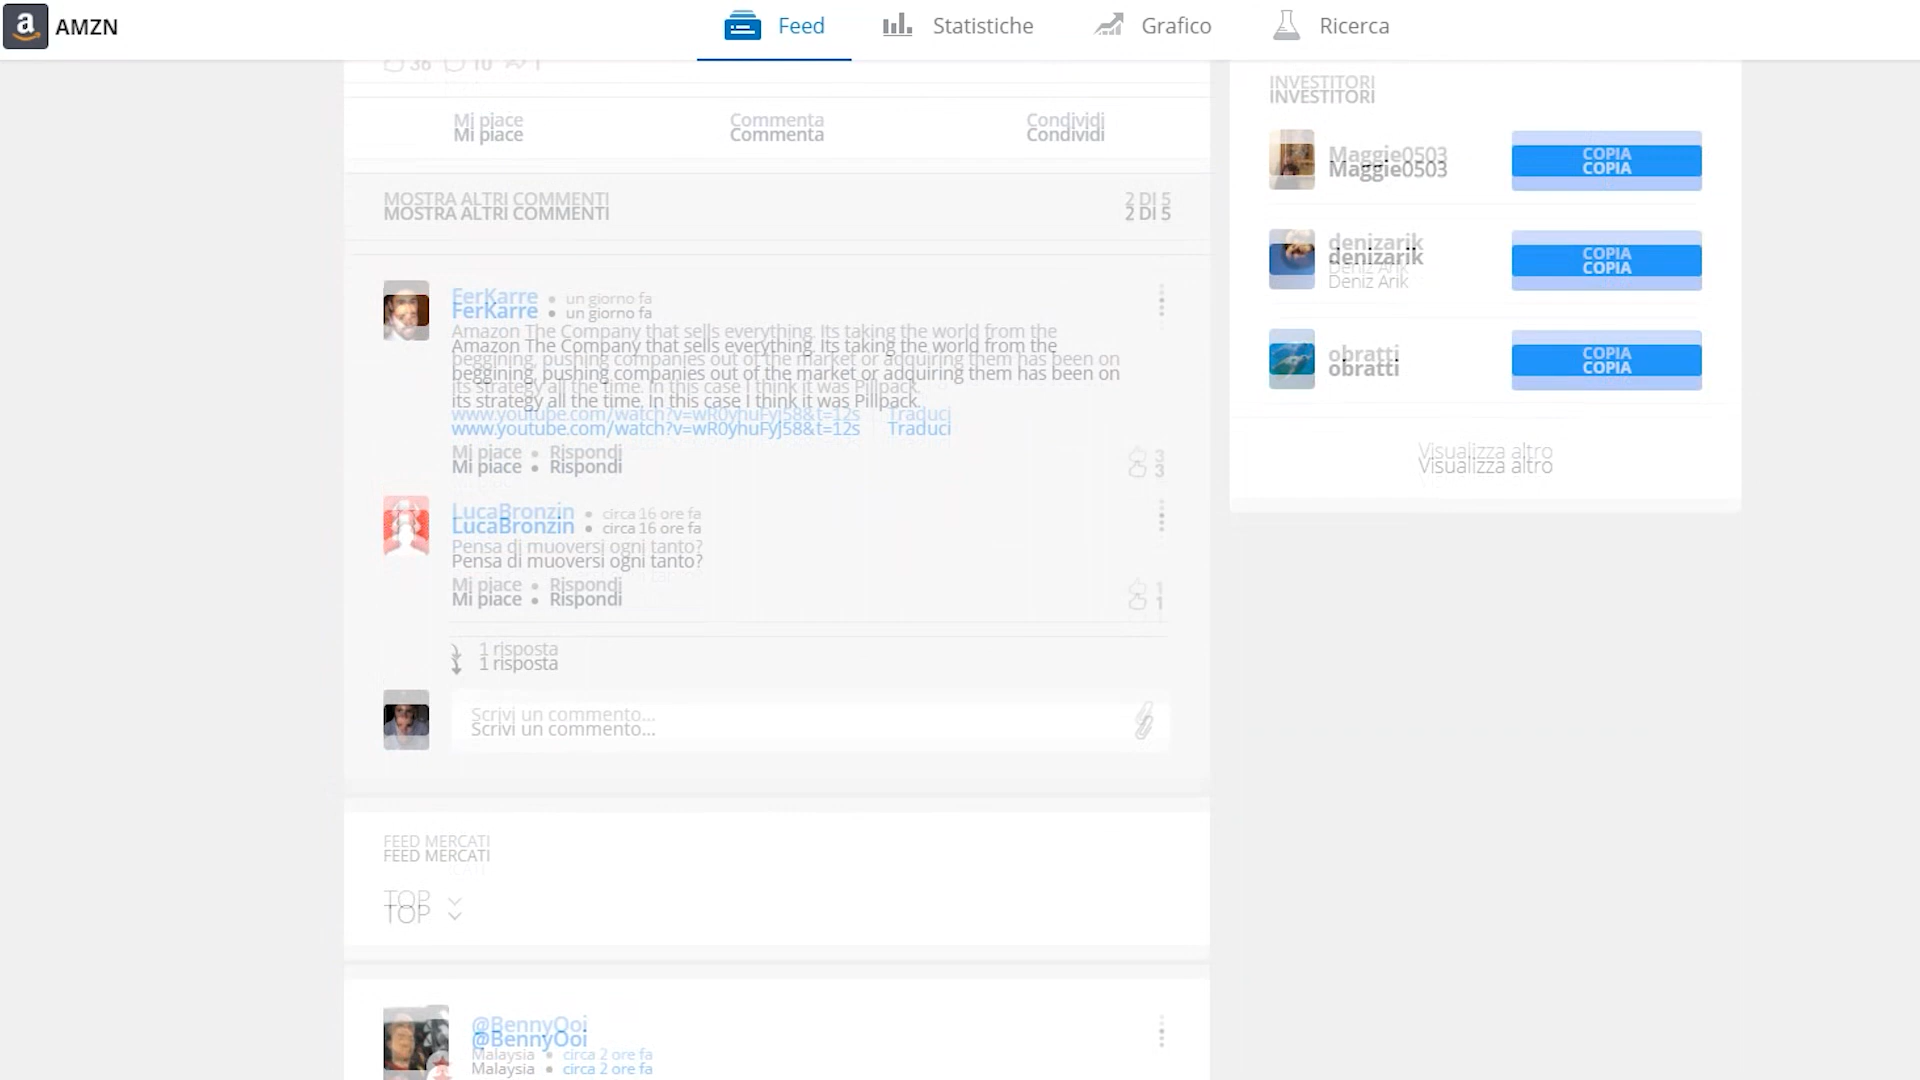 AMZN
Feed
Statistiche
Grafico
Ricerca
36 10 1
Mi piace
Commenta
Condividi
MOSTRA ALTRI COMMENTI
2 DI 5
FerKarre • un giorno fa
Amazon The Company that sells everything. Its taking the world from the
beggining, pushing companies out of the market or adquiring them has been on
its strategy all the time. In this case I think it was Pillpack.
www.youtube.com/watch?v=wR0yhuFyj58&t=12s Traduci
Mi piace • Rispondi
3
LucaBronzin • circa 16 ore fa
Pensa di muoversi ogni tanto?
Mi piace • Rispondi
1
1 risposta
Scrivi un commento...
FEED MERCATI
TOP
@BennyOoi
Malaysia • circa 2 ore fa
INVESTITORI
Maggie0503
COPIA
denizarik
Deniz Arik
COPIA
obratti
COPIA
Visualizza altro